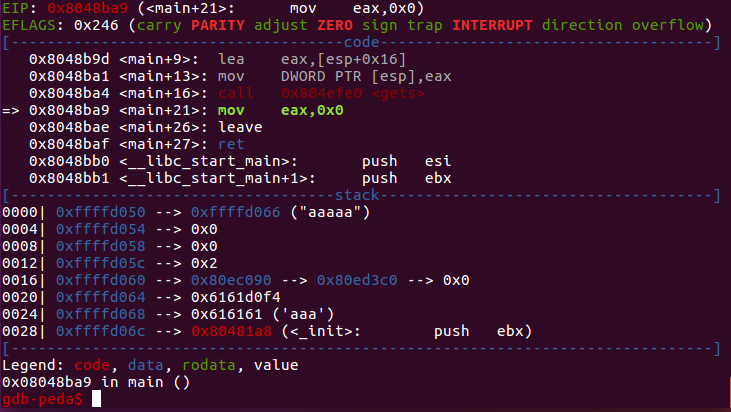 EIP: 0x8048ba9 (<main+21>:      mov    eax,0x0)
EFLAGS: 0x246 (carry PARITY adjust ZERO sign trap INTERRUPT direction overflow)
[-------------------------------------code-------------------------------------]
   0x8048b9d <main+9>:  lea    eax,[esp+0x16]
   0x8048ba1 <main+13>: mov    DWORD PTR [esp],eax
   0x8048ba4 <main+16>: call   0x804efe0 <gets>
=> 0x8048ba9 <main+21>: mov    eax,0x0
   0x8048bae <main+26>: leave
   0x8048baf <main+27>: ret
   0x8048bb0 <__libc_start_main>:       push   esi
   0x8048bb1 <__libc_start_main+1>:     push   ebx
[------------------------------------stack-------------------------------------]
0000| 0xffffd050 --> 0xffffd066 ("aaaaa")
0004| 0xffffd054 --> 0x0
0008| 0xffffd058 --> 0x0
0012| 0xffffd05c --> 0x2
0016| 0xffffd060 --> 0x80ec090 --> 0x80ed3c0 --> 0x0
0020| 0xffffd064 --> 0x6161d0f4
0024| 0xffffd068 --> 0x616161 ('aaa')
0028| 0xffffd06c --> 0x80481a8 (<_init>:        push   ebx)
[------------------------------------------------------------------------------]
Legend: code, data, rodata, value
0x08048ba9 in main ()
gdb-peda$